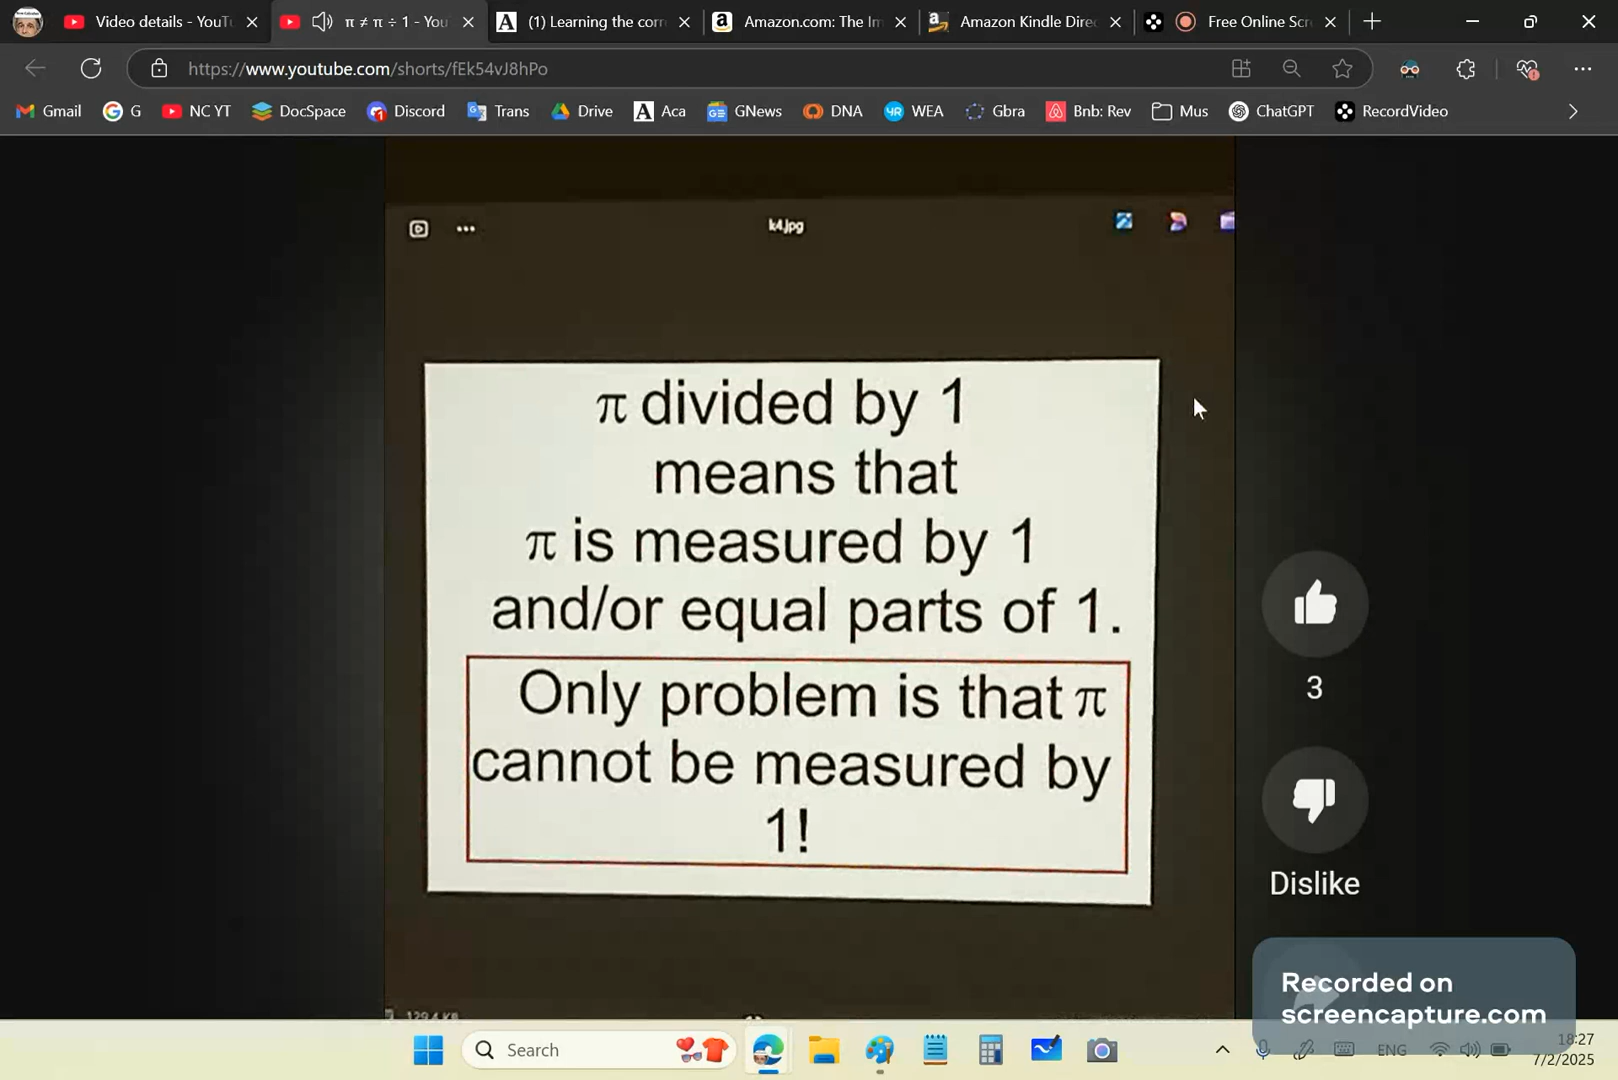 Video details - YouTu
π ≠ π ÷ 1 - You
(1) Learning the corr
Amazon.com: The Im
Amazon Kindle Direc
Free Online Scr
https://www.youtube.com/shorts/fEk54vJ8hPo
Gmail
G
NC YT
DocSpace
Discord
Trans
Drive
Aca
GNews
DNA
WEA
Gbra
Bnb: Rev
Mus
ChatGPT
RecordVideo
k4.jpg
π divided by 1
means that
π is measured by 1
and/or equal parts of 1.
Only problem is that π
cannot be measured by
1!
3
Dislike
129.4 KB
Recorded on
screencapture.com
Search
ENG
18:27
7/2/2025